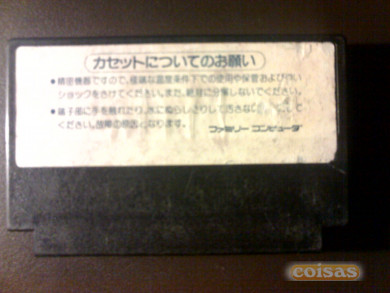 カセットについてのお願い
●精密機器ですので、極端な温度条件下での使用や保管および強い
ショックをさけてください。また、絶対に分解しないでください。
●端子部に手を触れたり、水にぬらしたりして汚さない
ください。故障の原因となります。
ファミリー コンピュータ
coisas